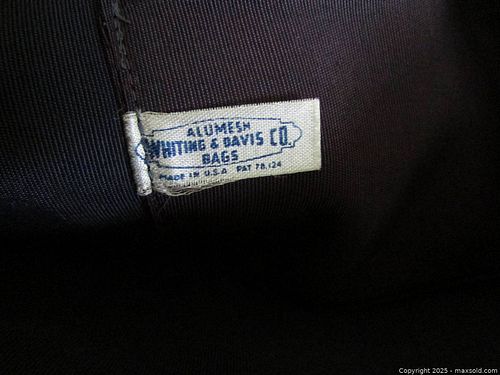 ALUMESH
WHITING & DAVIS CO.
BAGS
MADE IN U.S.A PAT 78,124
Copyright © 2025 - maxsold.com